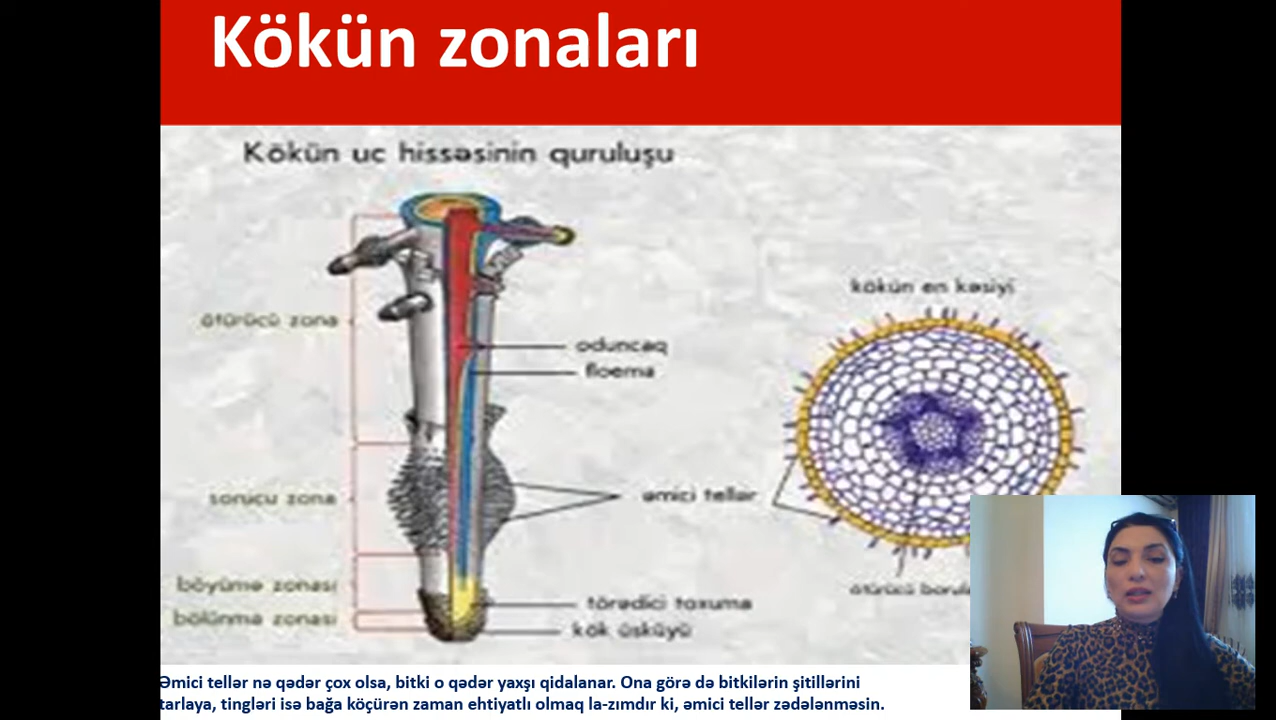 Kökün zonaları
Kökün uc hissəsinin quruluşu
kökün en kəsiyi
ötürücü zona
oduncaq
floema
sorucu zona
əmici tellər
böyümə zonası
ötürücü
törədici toxuma
bölünmə zonası
kök üsküyü
Əmici tellər nə qədər çox olsa, bitki o qədər yaxşı qidalanar. Ona görə də bitkilərin şitillərini
tarlaya, tingləri isə bağa köçürən zaman ehtiyatlı olmaq la-zımdır ki, əmici tellər zədələnməsin.